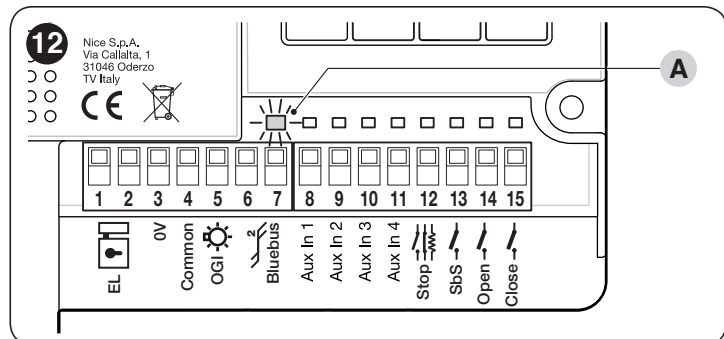 12
Nice S.p.A.
Via Callalta, 1
31046 Oderzo
TV Italy
CE
A
1 2 3 4 5 6 7 8 9 10 11 12 13 14 15
EL
0V
Common
OGI
2
Bluebus
Aux In 1
Aux In 2
Aux In 3
Aux In 4
Stop
SbS
Open
Close